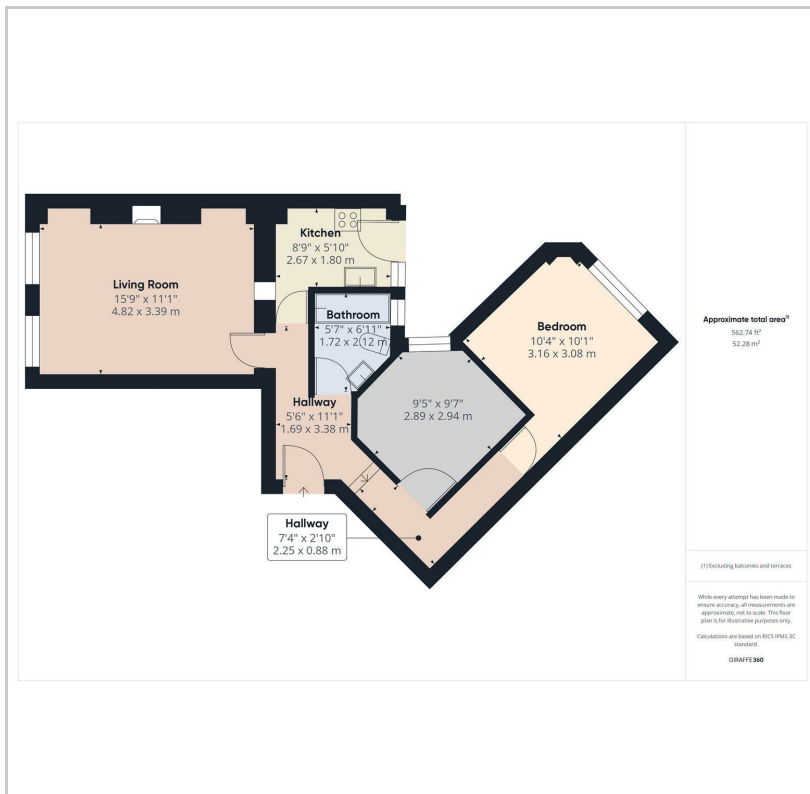 Living Room
15'9" x 11'1"
4.82 x 3.39 m
Kitchen
8'9" x 5'10"
2.67 x 1.80 m
Bathroom
5'7" x 6'11"
1.72 x 2.12 m
Bedroom
10'4" x 10'1"
3.16 x 3.08 m
Hallway
5'6" x 11'1"
1.69 x 3.38 m
9'5" x 9'7"
2.89 x 2.94 m
Hallway
7'4" x 2'10"
2.25 x 0.88 m
Approximate total area⁽¹⁾
562.74 ft²
52.28 m²
(1) Excluding balconies and terraces
While every attempt has been made to
ensure accuracy, all measurements are
approximate, not to scale. This floor
plan is for illustrative purposes only.
Calculations are based on RICS IPMS 3C
standard.
GIRAFFE360